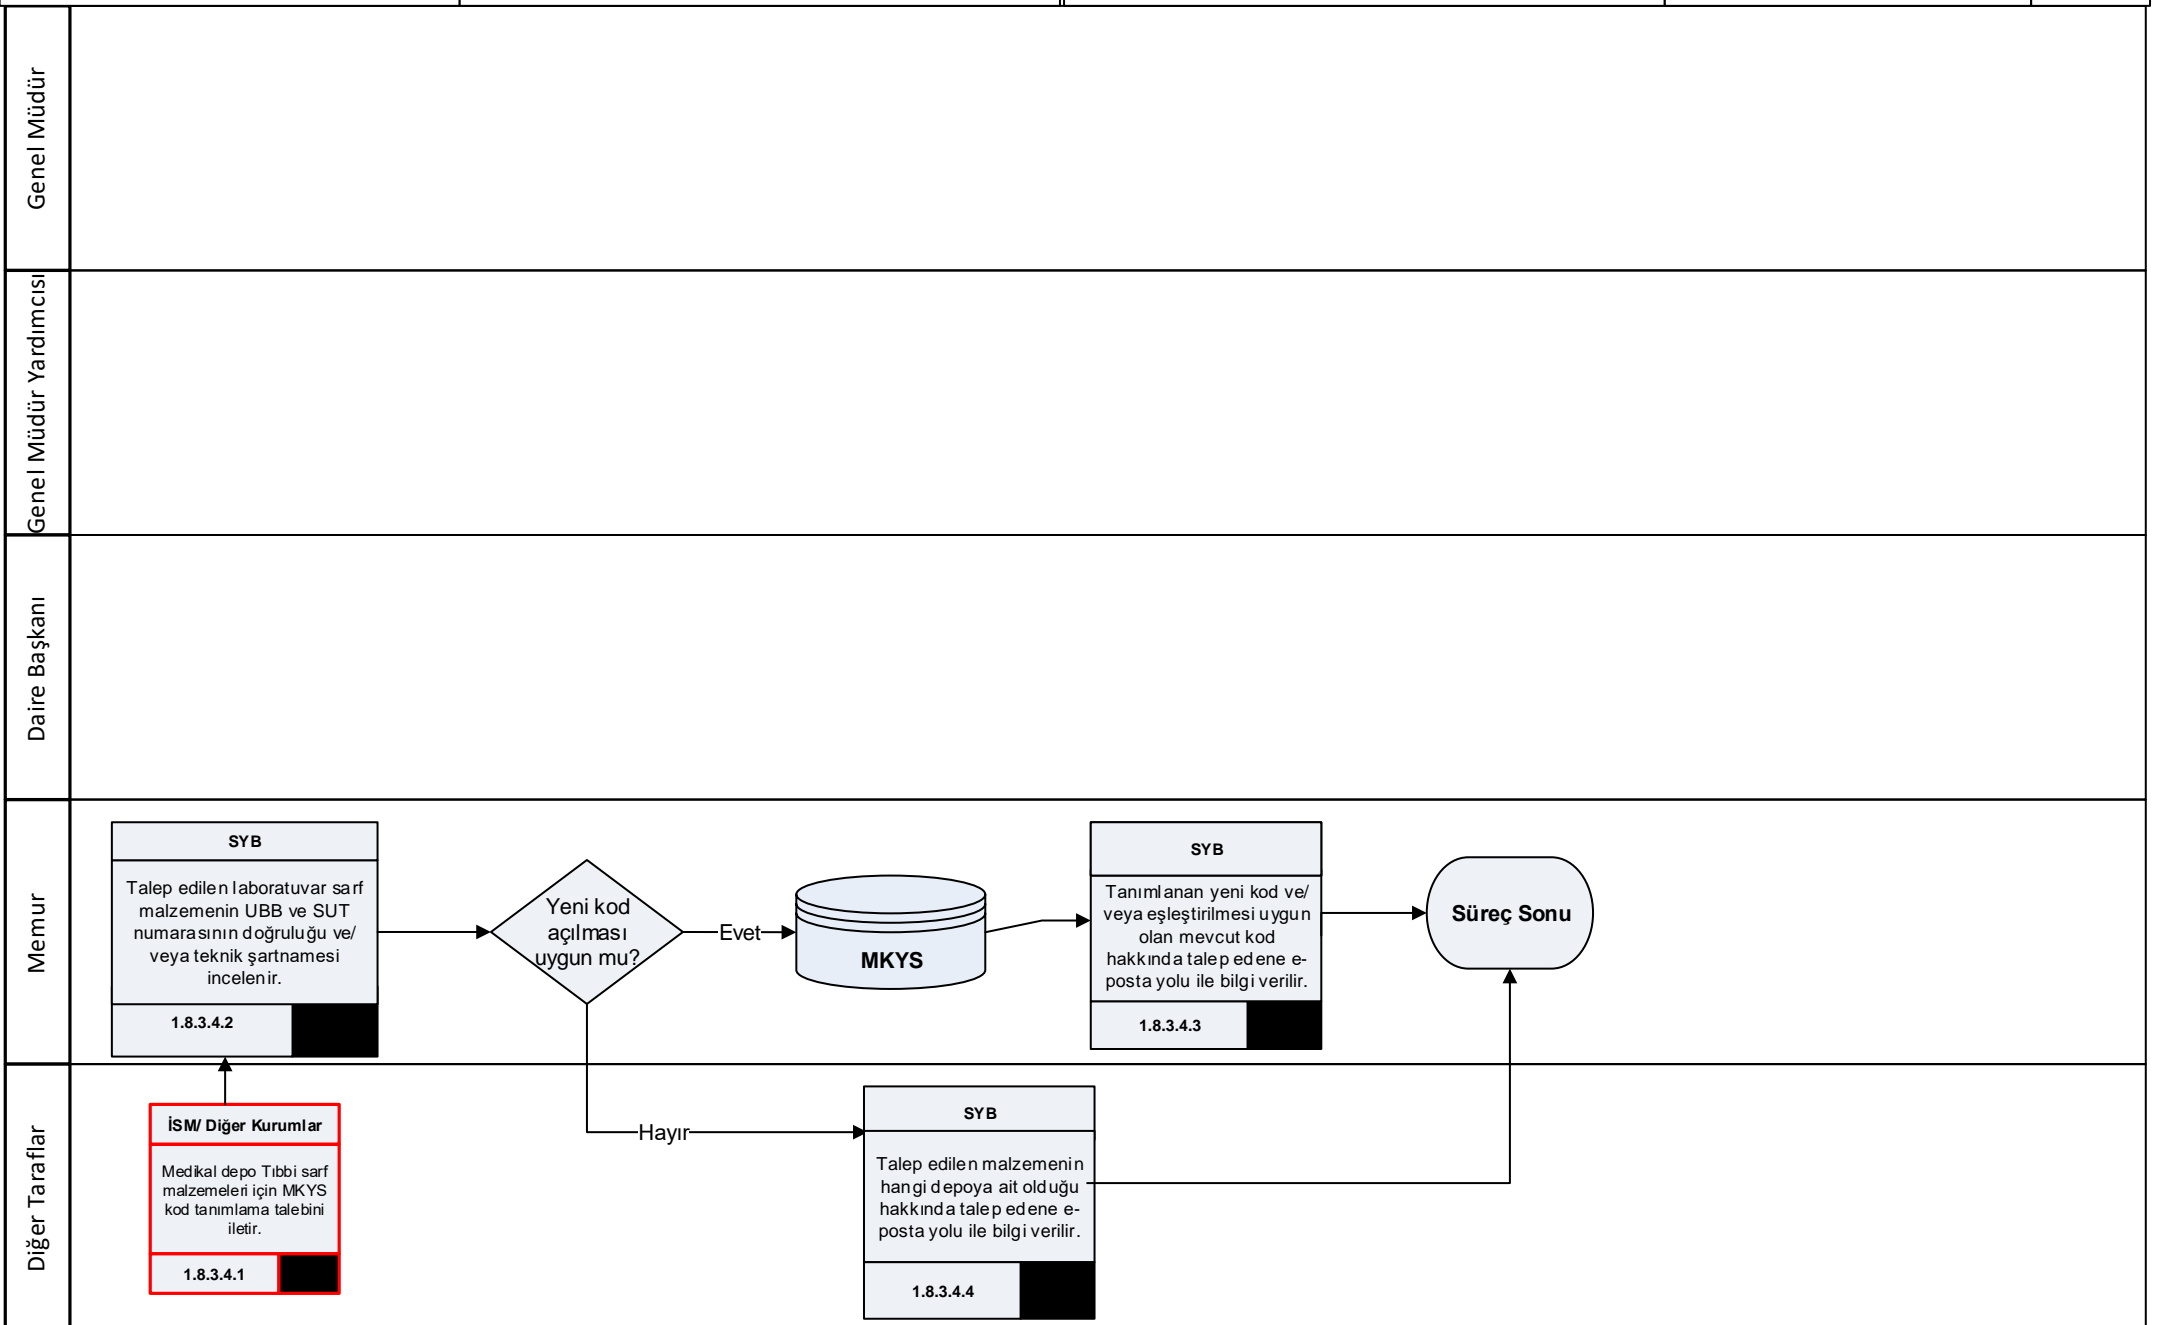 Genel Müdür
Genel Müdür Yardımcısı
Daire Başkanı
Memur
SYB
Talep edilen laboratuvar sarf
malzemenin UBB ve SUT
numarasının doğruluğu ve/
veya teknik şartnamesi
incelenir.
1.8.3.4.2
Yeni kod
açılması
uygun mu?
Evet
MKYS
SYB
Tanımlanan yeni kod ve/
veya eşleştirilmesi uygun
olan mevcut kod
hakkında talep edene e-
posta yolu ile bilgi verilir.
1.8.3.4.3
Süreç Sonu
Diğer Taraflar
İSM/ Diğer Kurumlar
Medikal depo Tıbbi sarf
malzemeleri için MKYS
kod tanımlama talebini
iletir.
1.8.3.4.1
Hayır
SYB
Talep edilen malzemenin
hangi depoya ait olduğu
hakkında talep edene e-
posta yolu ile bilgi verilir.
1.8.3.4.4